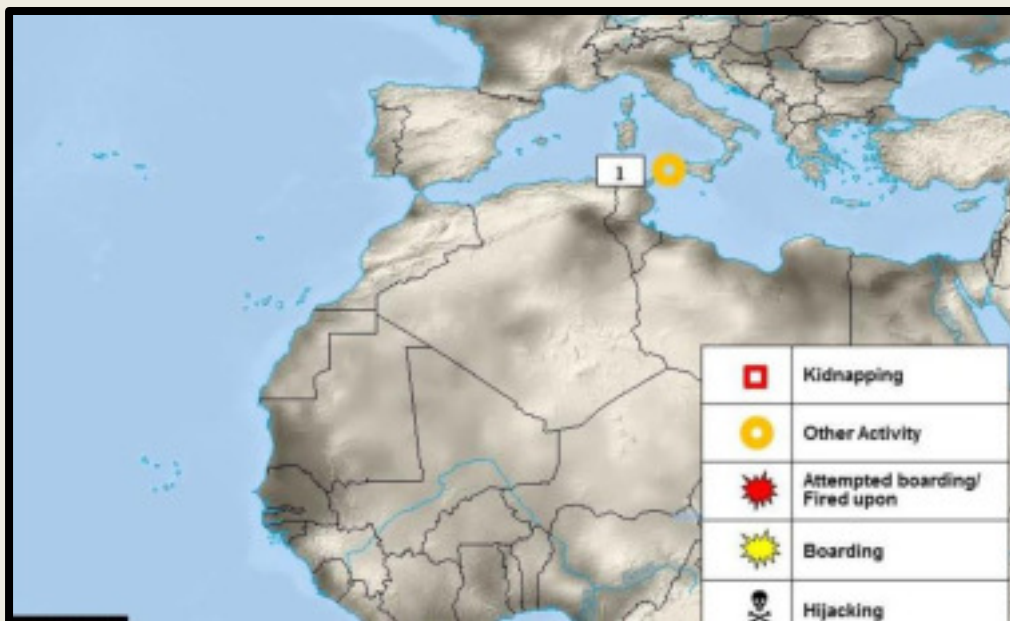 1
Kidnapping
Other Activity
Attempted boarding/
Fired upon
Boarding
Hijacking